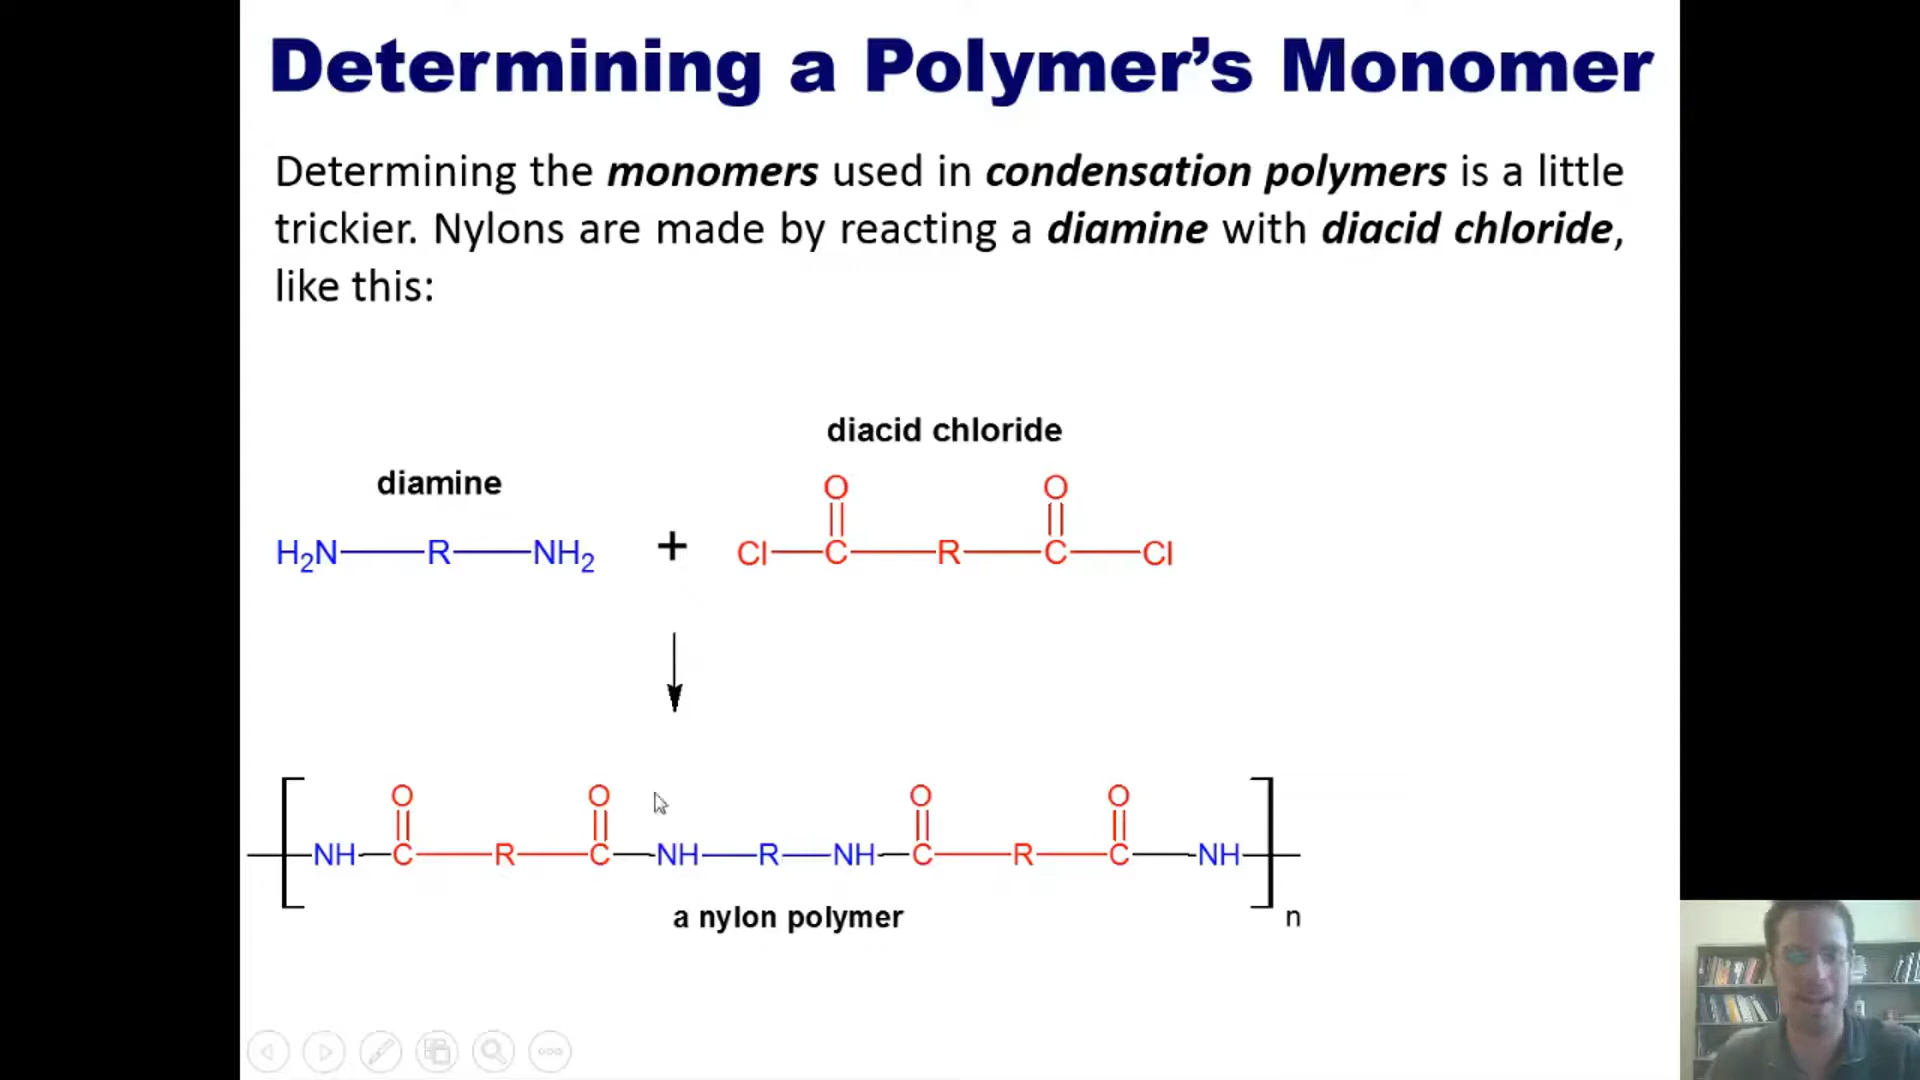 Determining a Polymer’s Monomer
Determining the monomers used in condensation polymers is a little
trickier. Nylons are made by reacting a diamine with diacid chloride,
like this:
diacid chloride
diamine
O O
H₂N R NH₂ + Cl C R C Cl
O O O O
NH C R C NH R NH C R C NH
a nylon polymer n